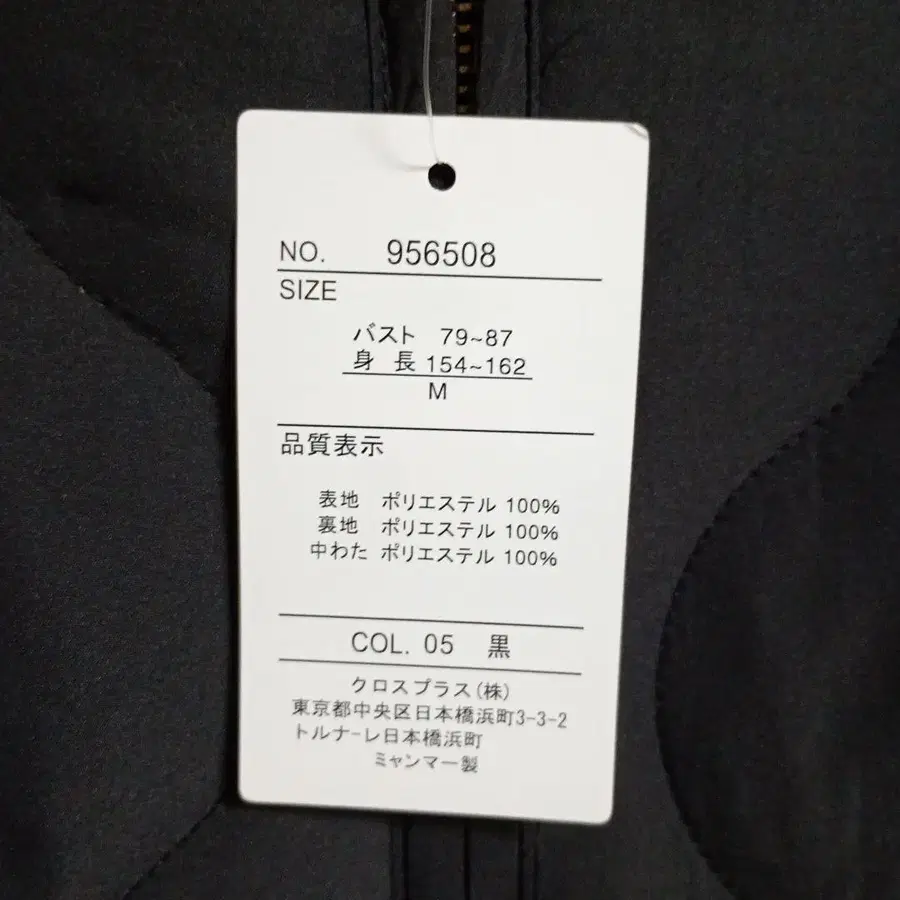 NO. 956508
SIZE
バスト 79~87
身長 154~162
M
品質表示
表地 ポリエステル 100%
裏地 ポリエステル 100%
中わた ポリエステル 100%
COL. 05 黒
クロスプラス(株)
東京都中央区日本橋浜町3-3-2
トルナーレ日本橋浜町
ミャンマー製